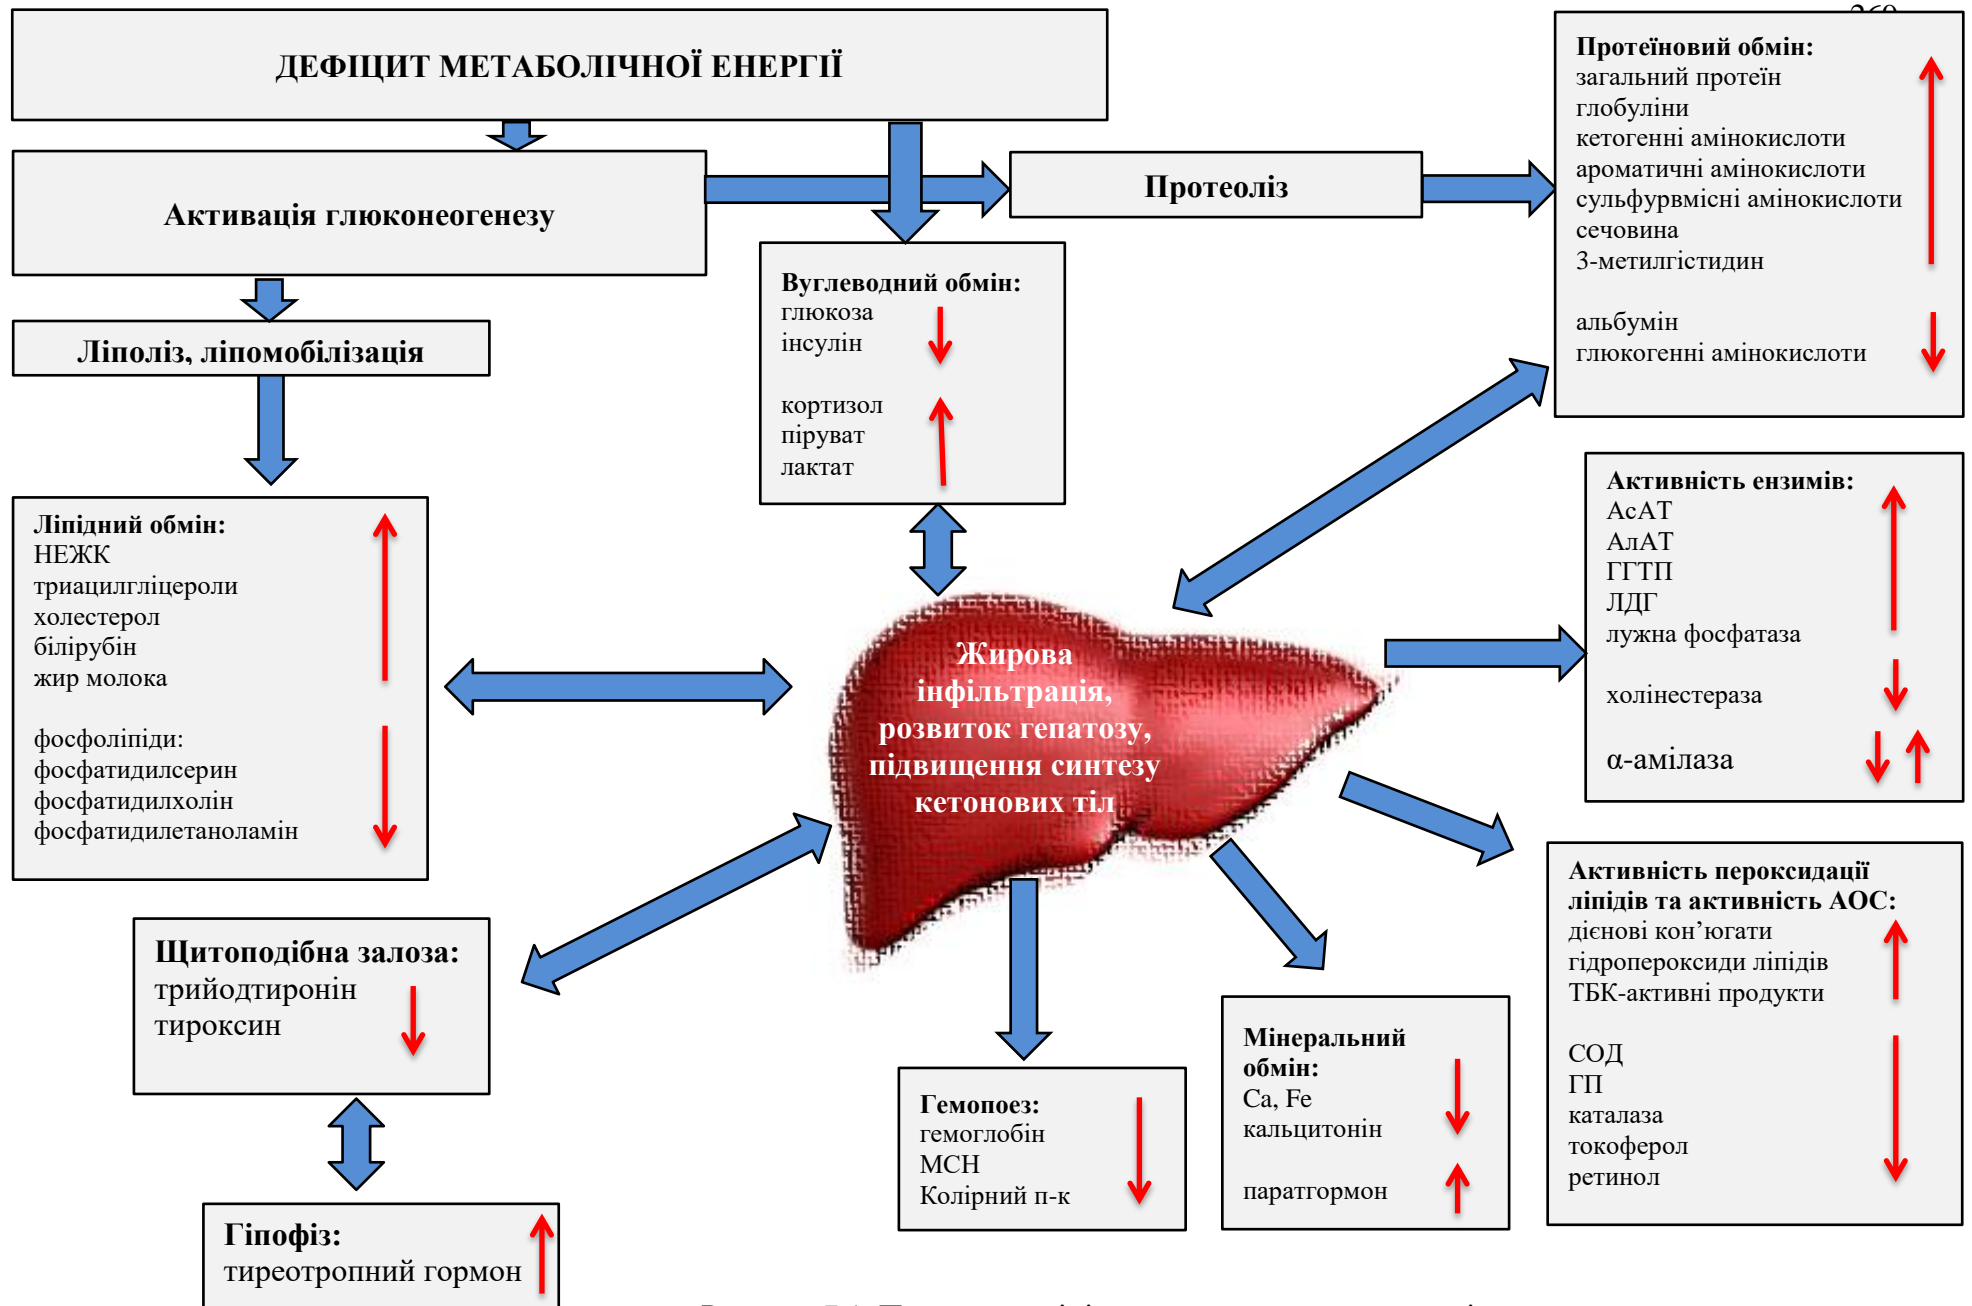 ДЕФІЦИТ МЕТАБОЛІЧНОЇ ЕНЕРГІЇ
Активація глюконеогенезу
Протеоліз
Протеїновий обмін:
загальний протеїн
глобуліни
кетогенні амінокислоти
ароматичні амінокислоти
сульфурвмісні амінокислоти
сечовина
3-метилгістидин
альбумін
глюкогенні амінокислоти
Вуглеводний обмін:
глюкоза
інсулін
кортизол
піруват
лактат
Ліполіз, ліпомобілізація
Ліпідний обмін:
НЕЖК
триацилгліцероли
холестерол
білірубін
жир молока
фосфоліпіди:
фосфатидилсерин
фосфатидилхолін
фосфатидилетаноламін
Жирова
інфільтрація,
розвиток гепатозу,
підвищення синтезу
кетонових тіл
Активність ензимів:
АсАТ
АлАТ
ГГТП
ЛДГ
лужна фосфатаза
холінестераза
α-амілаза
Активність пероксидації
ліпідів та активність АОС:
дієнові кон’югати
гідропероксиди ліпідів
ТБК-активні продукти
СОД
ГП
каталаза
токоферол
ретинол
Щитоподібна залоза:
трийодтиронін
тироксин
Гемопоез:
гемоглобін
МСН
Колірний п-к
Мінеральний
обмін:
Ca, Fe
кальцитонін
паратгормон
Гіпофіз:
тиреотропний гормон